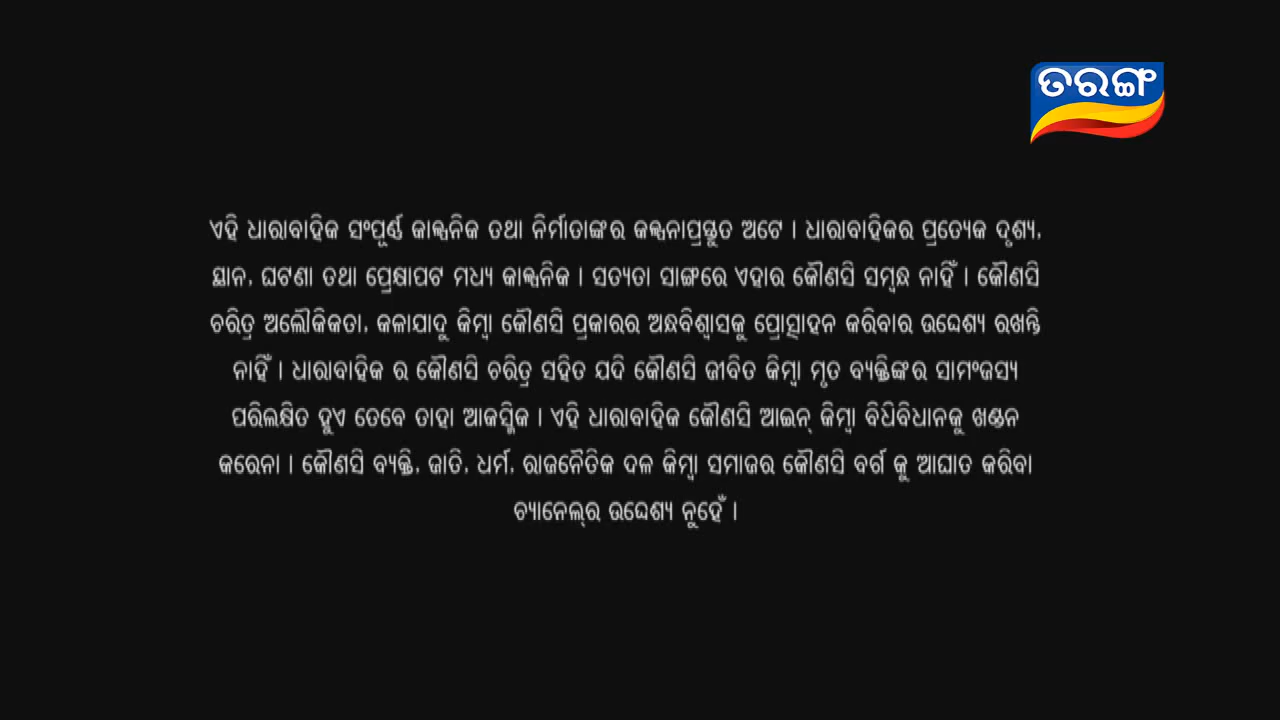 ତରଙ୍ଗ
ଏହି ଧାରାବାହିକ ସଂପୂର୍ଣ୍ଣ କାଳ୍ପନିକ ତଥା ନିର୍ମାତାଙ୍କର କଳ୍ପନାପ୍ରସ୍ତୁତ ଅଟେ । ଧାରାବାହିକର ପ୍ରତ୍ୟେକ ଦୃଶ୍ୟ,
ସ୍ଥାନ, ଘଟଣା ତଥା ପ୍ରେକ୍ଷାପଟ ମଧ୍ୟ କାଳ୍ପନିକ । ସତ୍ୟତା ସାଙ୍ଗରେ ଏହାର କୌଣସି ସମ୍ବନ୍ଧ ନାହିଁ । କୌଣସି
ଚରିତ୍ର ଅଲୌକିକତା, କଳାଯାଦୁ କିମ୍ବା କୌଣସି ପ୍ରକାରର ଅନ୍ଧବିଶ୍ୱାସକୁ ପ୍ରୋତ୍ସାହନ କରିବାର ଉଦ୍ଦେଶ୍ୟ ରଖନ୍ତି
ନାହିଁ । ଧାରାବାହିକ ର କୌଣସି ଚରିତ୍ର ସହିତ ଯଦି କୌଣସି ଜୀବିତ କିମ୍ବା ମୃତ ବ୍ୟକ୍ତିଙ୍କର ସାମଂଜସ୍ୟ
ପରିଲକ୍ଷିତ ହୁଏ ତେବେ ତାହା ଆକସ୍ମିକ । ଏହି ଧାରାବାହିକ କୌଣସି ଆଇନ୍ କିମ୍ବା ବିଧିବିଧାନକୁ ଖଣ୍ଡନ
କରେନା । କୌଣସି ବ୍ୟକ୍ତି, ଜାତି, ଧର୍ମ, ରାଜନୈତିକ ଦଳ କିମ୍ବା ସମାଜର କୌଣସି ବର୍ଗ କୁ ଆଘାତ କରିବା
ଚ୍ୟାନେଲ୍‌ର ଉଦ୍ଦେଶ୍ୟ ନୁହେଁ ।